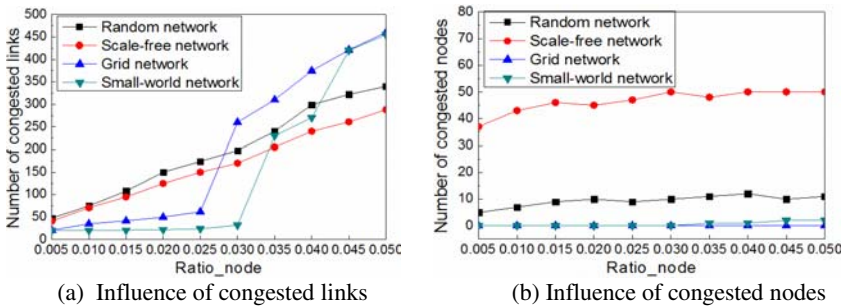 500
450
400
350
300
250
200
150
100
50
0
Number of congested links
Random network
Scale-free network
Grid network
Small-world network
0.005 0.010 0.015 0.020 0.025 0.030 0.035 0.040 0.045 0.050
Ratio_node
(a) Influence of congested links
80
70
60
50
40
30
20
10
0
Number of congested nodes
Random network
Scale-free network
Grid network
Small-world network
0.005 0.010 0.015 0.020 0.025 0.030 0.035 0.040 0.045 0.050
Ratio_node
(b) Influence of congested nodes